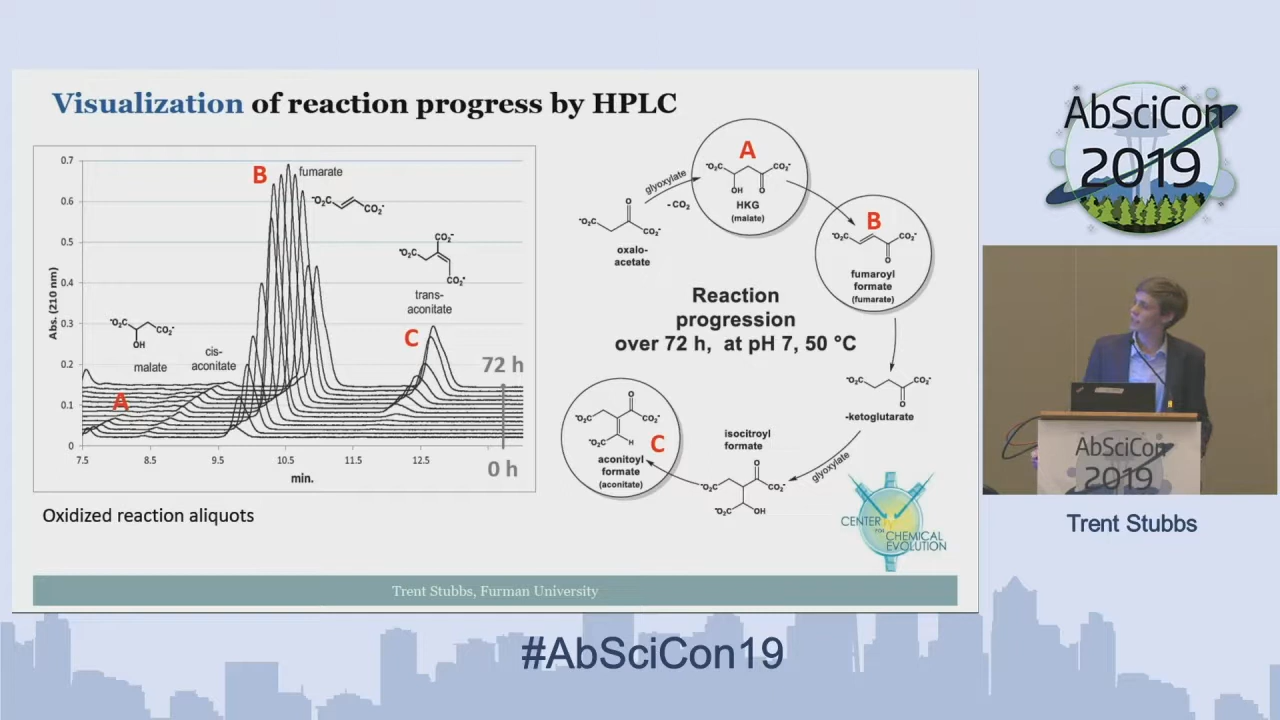 Visualization of reaction progress by HPLC
0.7
0.6
0.5
0.4
0.3
0.2
0.1
0
Abs. (210 nm)
7.5 8.5 9.5 10.5 11.5 12.5
min.
A
B
C
fumarate
⁻O₂C CO₂⁻
CO₂⁻
⁻O₂C
CO₂⁻
trans-
aconitate
⁻O₂C CO₂⁻
OH
malate
cis-
aconitate
72 h
0 h
Oxidized reaction aliquots
A
⁻O₂C CO₂⁻
OH O
HKG
(malate)
glyoxylate
- CO₂
O
⁻O₂C CO₂⁻
oxalo-
acetate
B
⁻O₂C CO₂⁻
O
fumaroyl
formate
(fumarate)
Reaction
progression
over 72 h, at pH 7, 50 °C
⁻O₂C CO₂⁻
O
-ketoglutarate
glyoxylate
isocitroyl
formate
O
⁻O₂C CO₂⁻
⁻O₂C OH
O
⁻O₂C CO₂⁻
⁻O₂C H
C
aconitoyl
formate
(aconitate)
CENTER
FOR
CHEMICAL
EVOLUTION
Trent Stubbs, Furman University
AbSciCon
2019
AbSciCon
2019
Trent Stubbs
#AbSciCon19